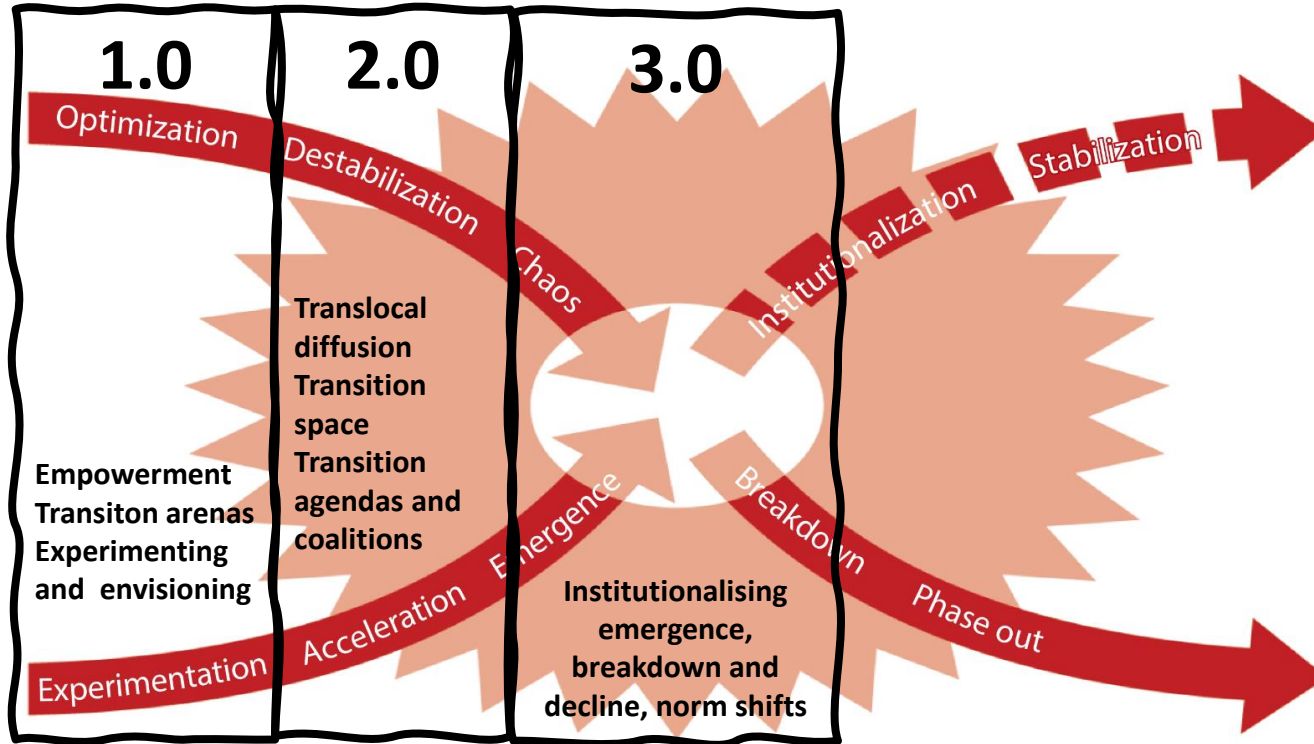 1.0
2.0
3.0
Optimization
Destabilization
Chaos
Institutionalization
Stabilization
Translocal
diffusion
Transition
space
Transition
agendas and
coalitions
Empowerment
Transiton arenas
Experimenting
and  envisioning
Experimentation
Acceleration
Emergence
Breakdown
Phase out
Institutionalising
emergence,
breakdown and
decline, norm shifts